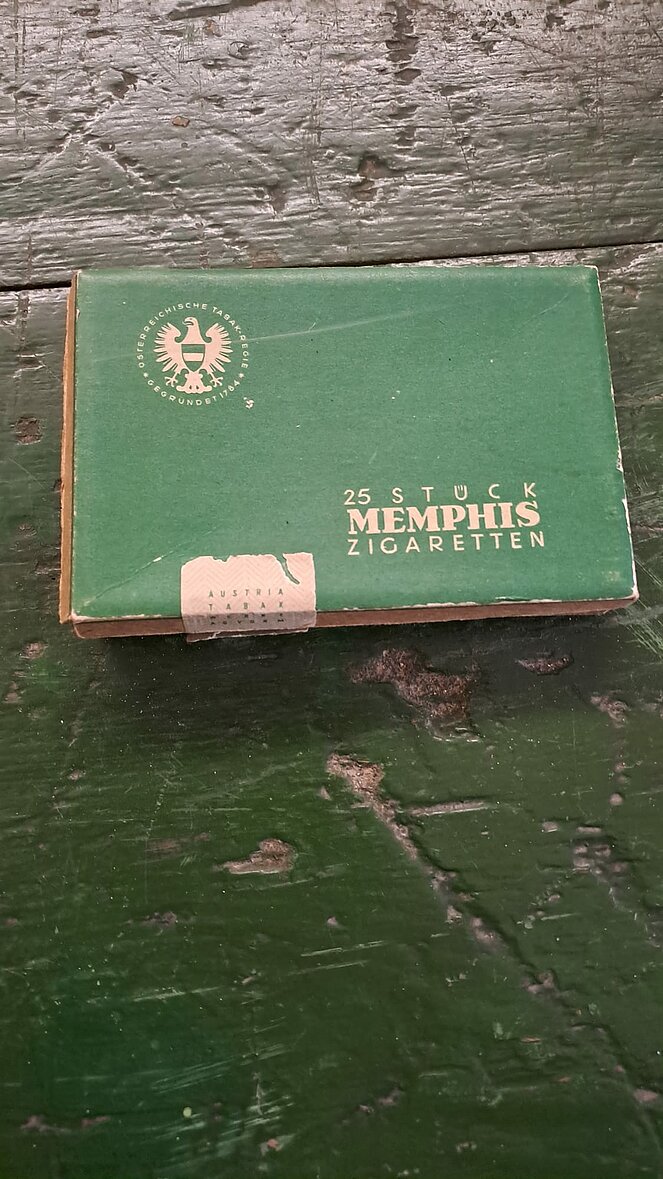 ÖSTERREICHISCHE TABAK-REGIE
★ GEGRÜNDET 1784 ★
25 STÜCK
MEMPHIS
ZIGARETTEN
AUSTRIA
TABAK